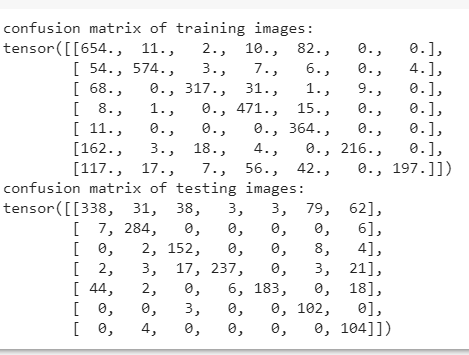 confusion matrix of training images:
tensor([[654., 11., 2., 10., 82., 0., 0.],
[ 54., 574., 3., 7., 6., 0., 4.],
[ 68., 0., 317., 31., 1., 9., 0.],
[ 8., 1., 0., 471., 15., 0., 0.],
[ 11., 0., 0., 0., 364., 0., 0.],
[162., 3., 18., 4., 0., 216., 0.],
[117., 17., 7., 56., 42., 0., 197.]])
confusion matrix of testing images:
tensor([[338, 31, 38, 3, 3, 79, 62],
[ 7, 284, 0, 0, 0, 0, 6],
[ 0, 2, 152, 0, 0, 8, 4],
[ 2, 3, 17, 237, 0, 3, 21],
[ 44, 2, 0, 6, 183, 0, 18],
[ 0, 0, 3, 0, 0, 102, 0],
[ 0, 4, 0, 0, 0, 0, 104]])